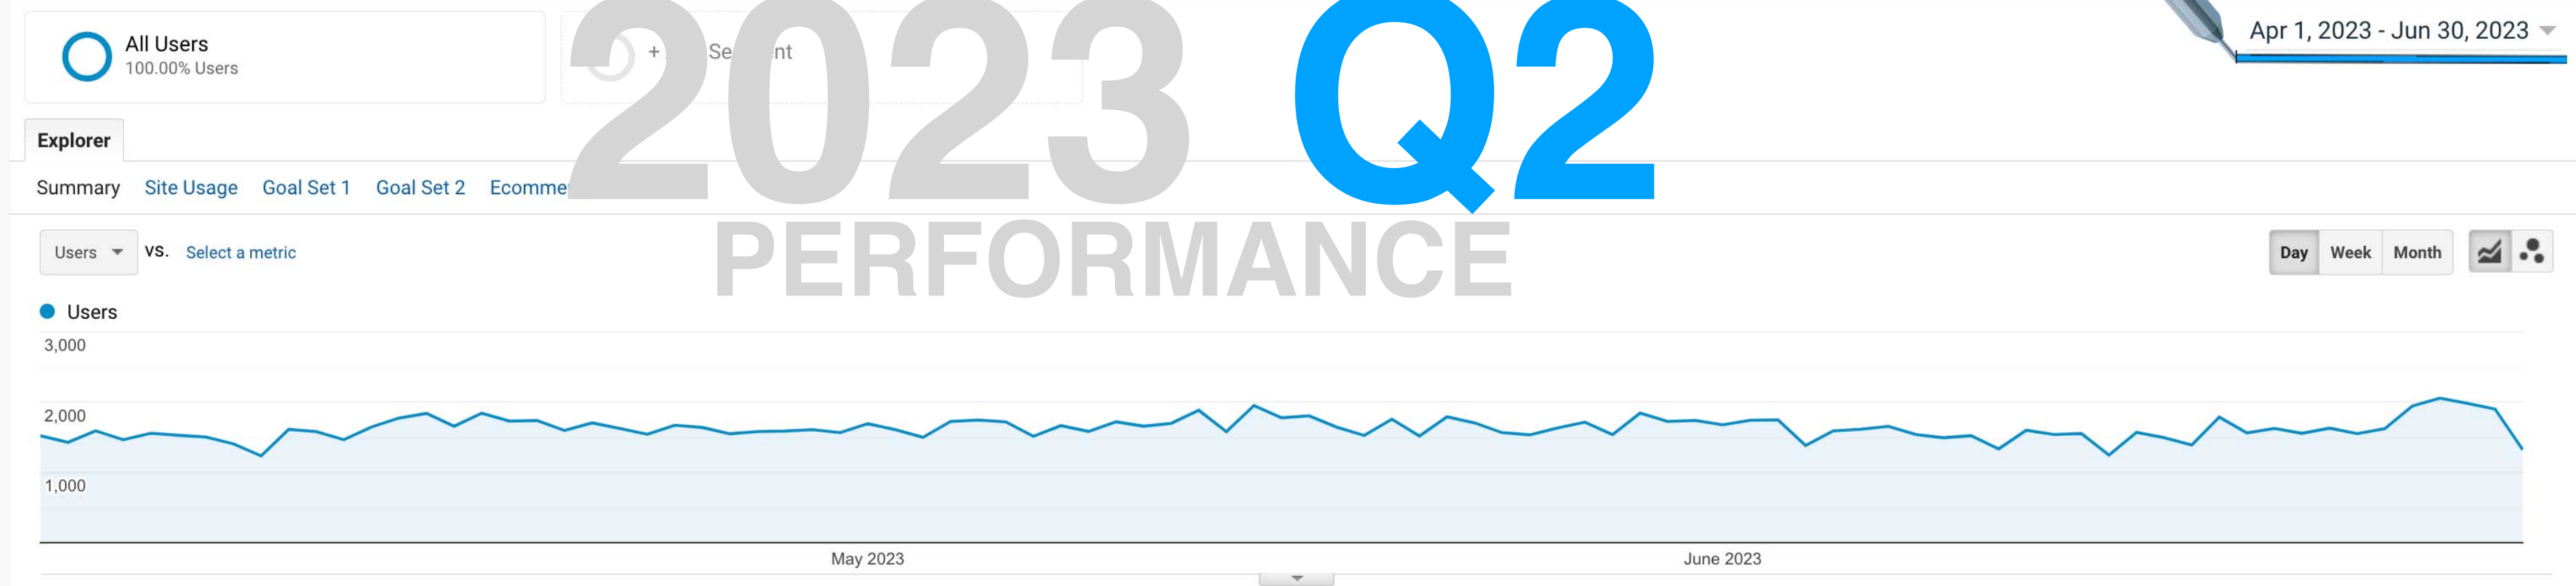 2023 Q2
PERFORMANCE
All Users
100.00% Users
+
Apr 1, 2023 - Jun 30, 2023
Explorer
Summary Site Usage Goal Set 1 Goal Set 2
Users VS. Select a metric
Day Week Month
Users
3,000
2,000
1,000
May 2023 June 2023